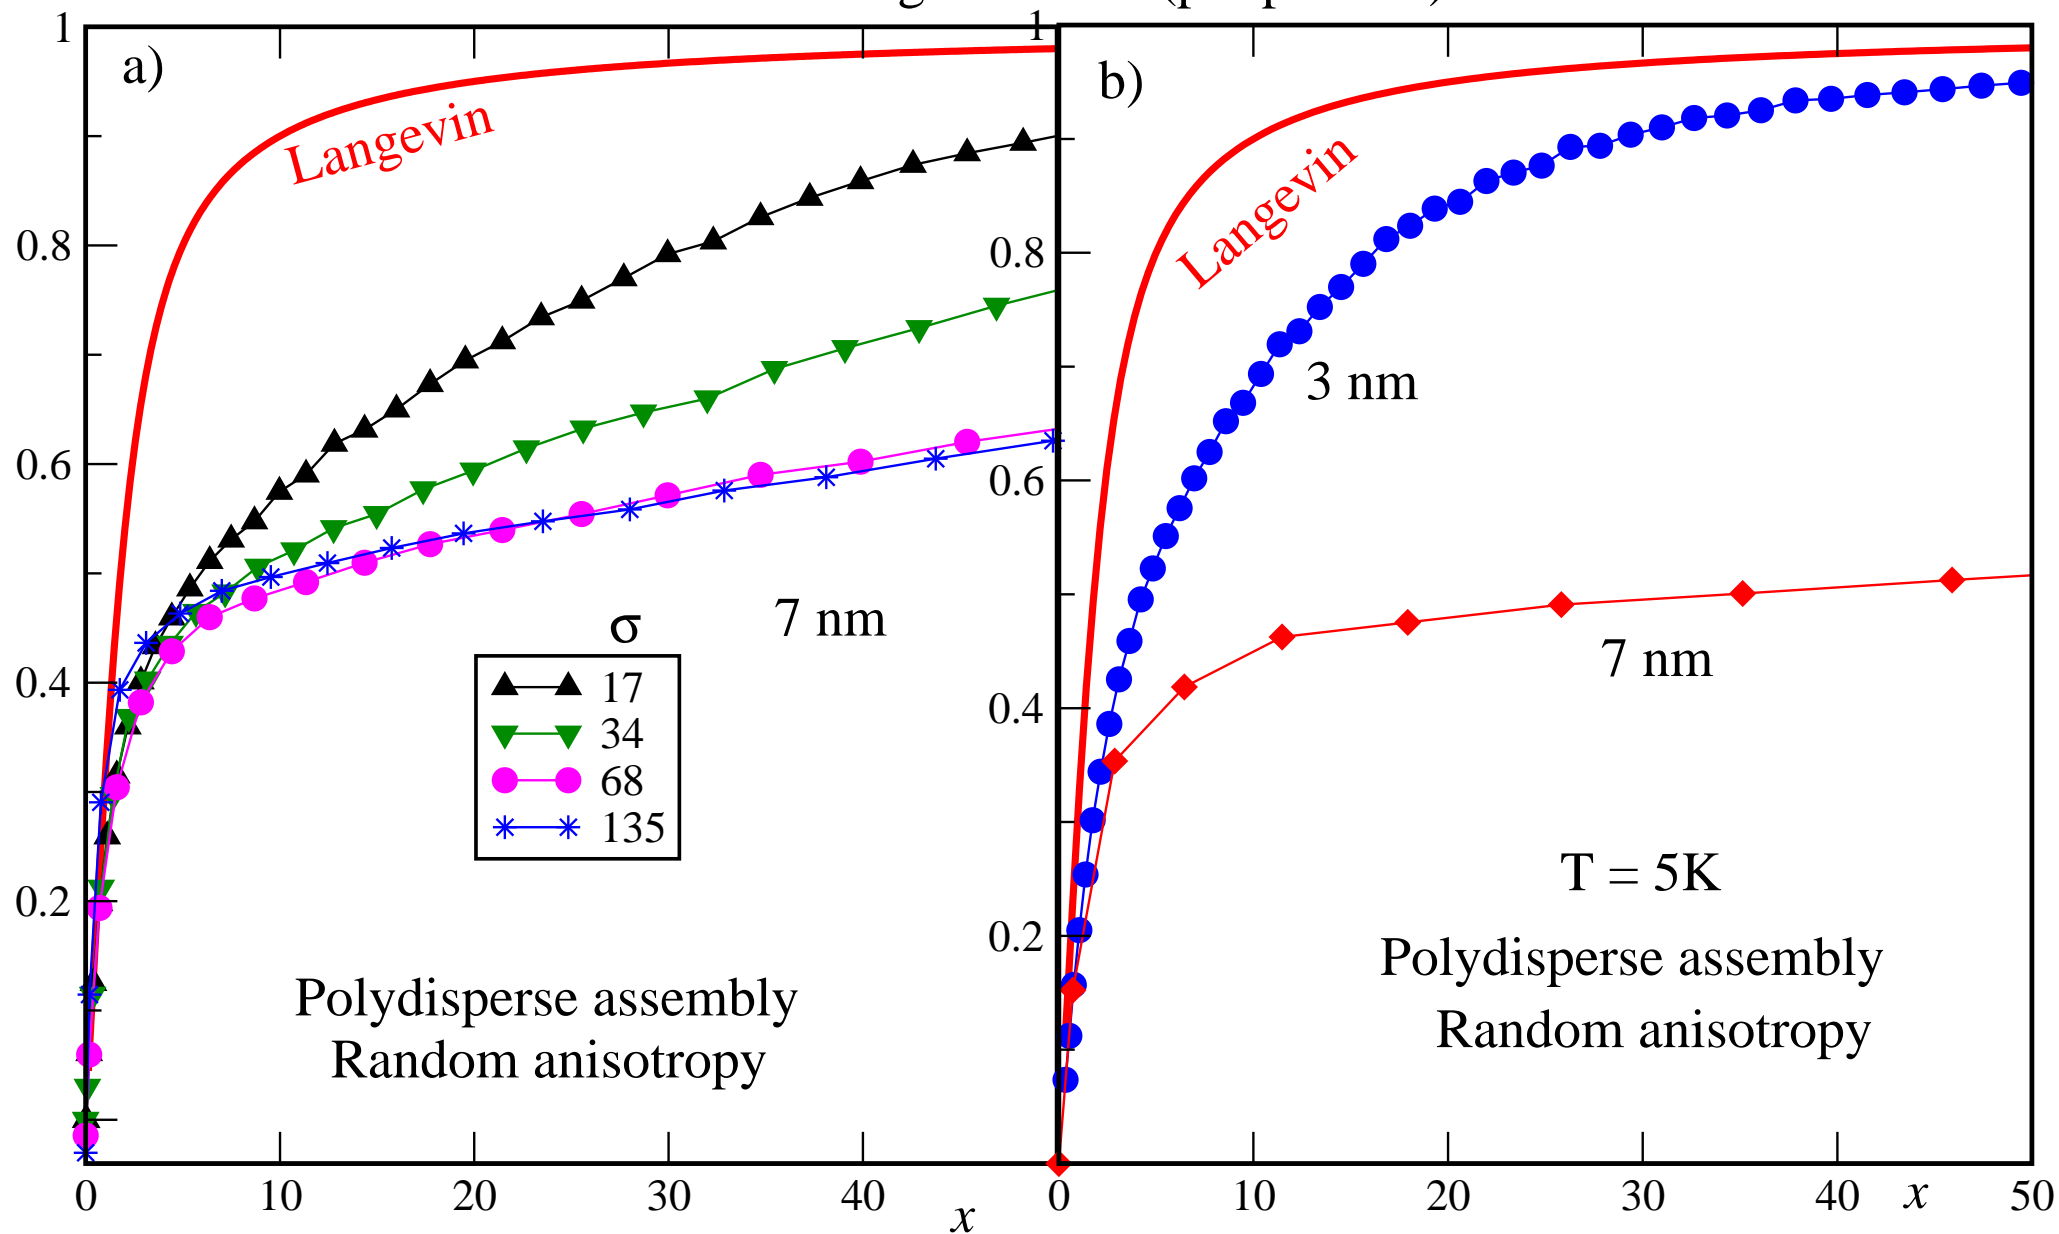 1
a)
Langevin
0.8
0.6
0.4
0.2
σ
7 nm
17
34
68
135
Polydisperse assembly
Random anisotropy
0
10
20
30
40
x
1
b)
Langevin
0.8
3 nm
0.6
7 nm
0.4
T = 5K
0.2
Polydisperse assembly
Random anisotropy
0
10
20
30
40
x
50